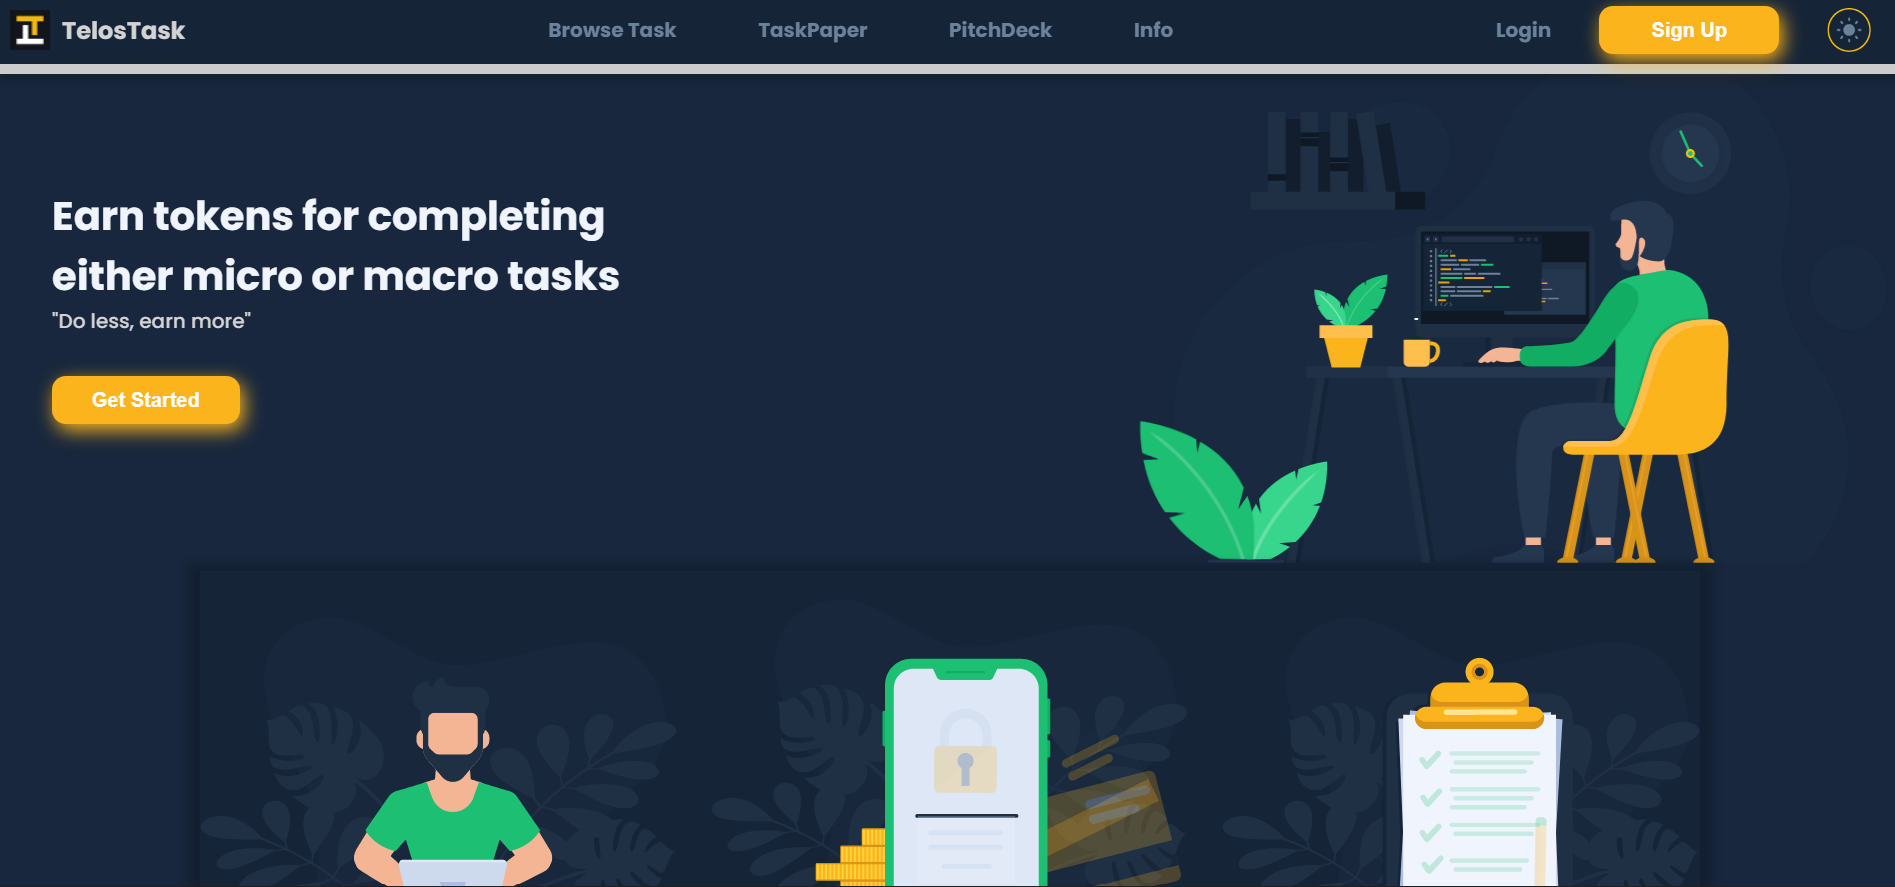 TelosTask
Browse Task
TaskPaper
PitchDeck
Info
Login
Sign Up
Earn tokens for completing
either micro or macro tasks
"Do less, earn more"
Get Started